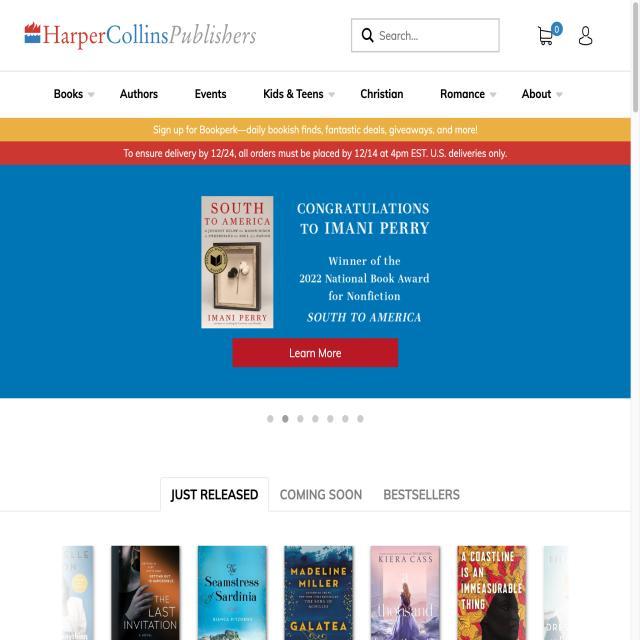 HarperCollinsPublishers
Search...
0
Books
Authors
Events
Kids & Teens
Christian
Romance
About
Sign up for Bookperk—daily bookish finds, fantastic deals, giveaways, and more!
To ensure delivery by 12/24, all orders must be placed by 12/14 at 4pm EST. U.S. deliveries only.
SOUTH
TO AMERICA
IMANI PERRY
CONGRATULATIONS
TO IMANI PERRY
Winner of the
2022 National Book Award
for Nonfiction
SOUTH TO AMERICA
Learn More
JUST RELEASED
COMING SOON
BESTSELLERS
THE
LAST
INVITATION
The
Seamstress
of Sardinia
BIANCA PITZORNO
MADELINE
MILLER
GALATEA
KIERA CASS
thousand
A COASTLINE
IS AN
IMMEASURABLE
THING